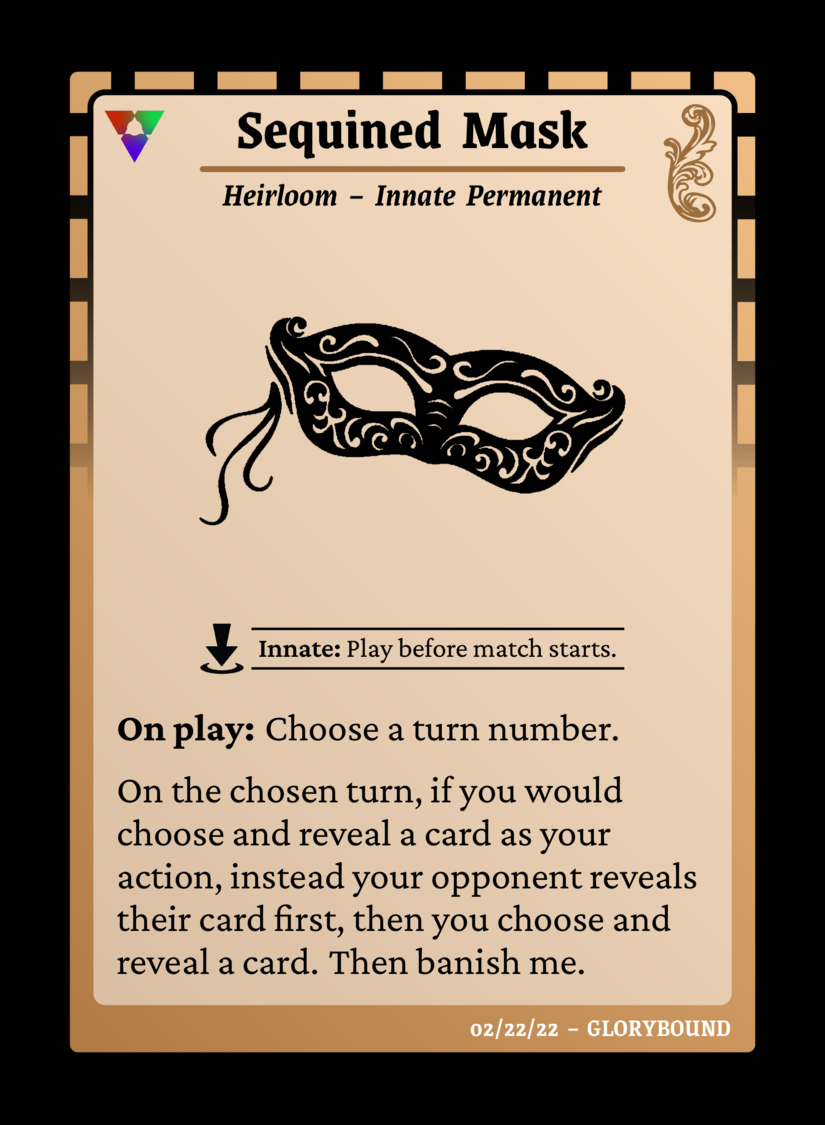 Sequined Mask
Heirloom – Innate Permanent
Innate: Play before match starts.
On play: Choose a turn number.
On the chosen turn, if you would
choose and reveal a card as your
action, instead your opponent reveals
their card first, then you choose and
reveal a card. Then banish me.
02/22/22 – GLORYBOUND